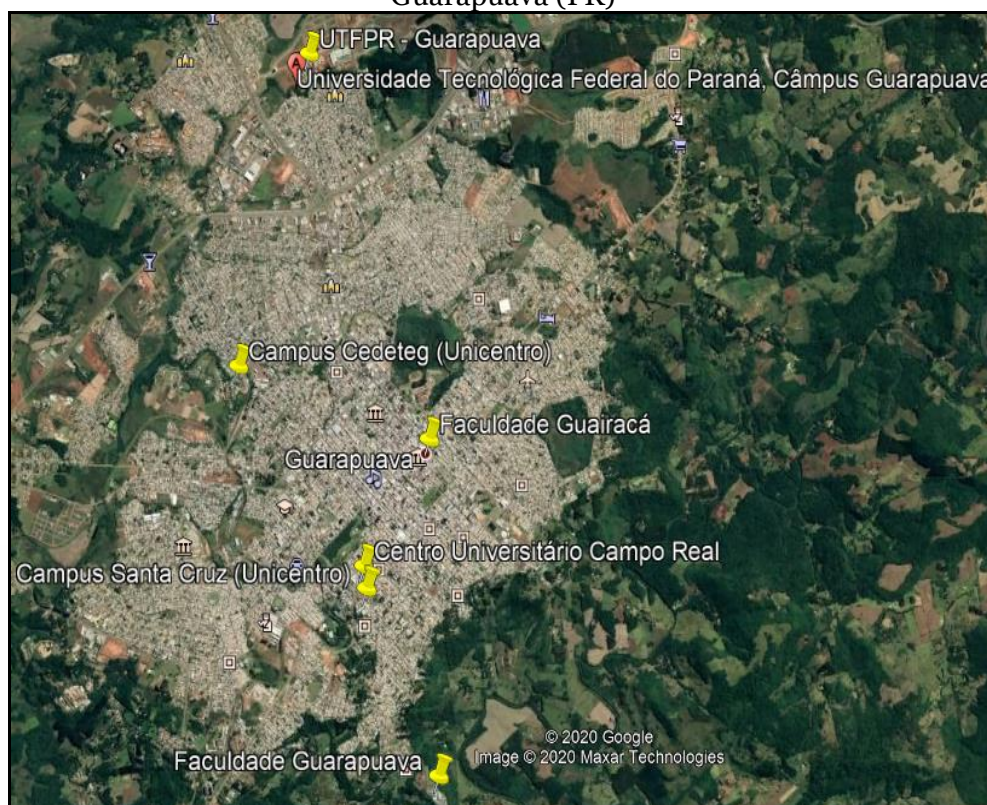 Guarapuava (PR)
UTFPR - Guarapuava
A
Universidade Tecnológica Federal do Paraná, Câmpus Guarapuava
Campus Cedeteg (Unicentro)
Faculdade Guairacá
Guarapuava
Centro Universitário Campo Real
Campus Santa Cruz (Unicentro)
Faculdade Guarapuava
© 2020 Google
Image © 2020 Maxar Technologies